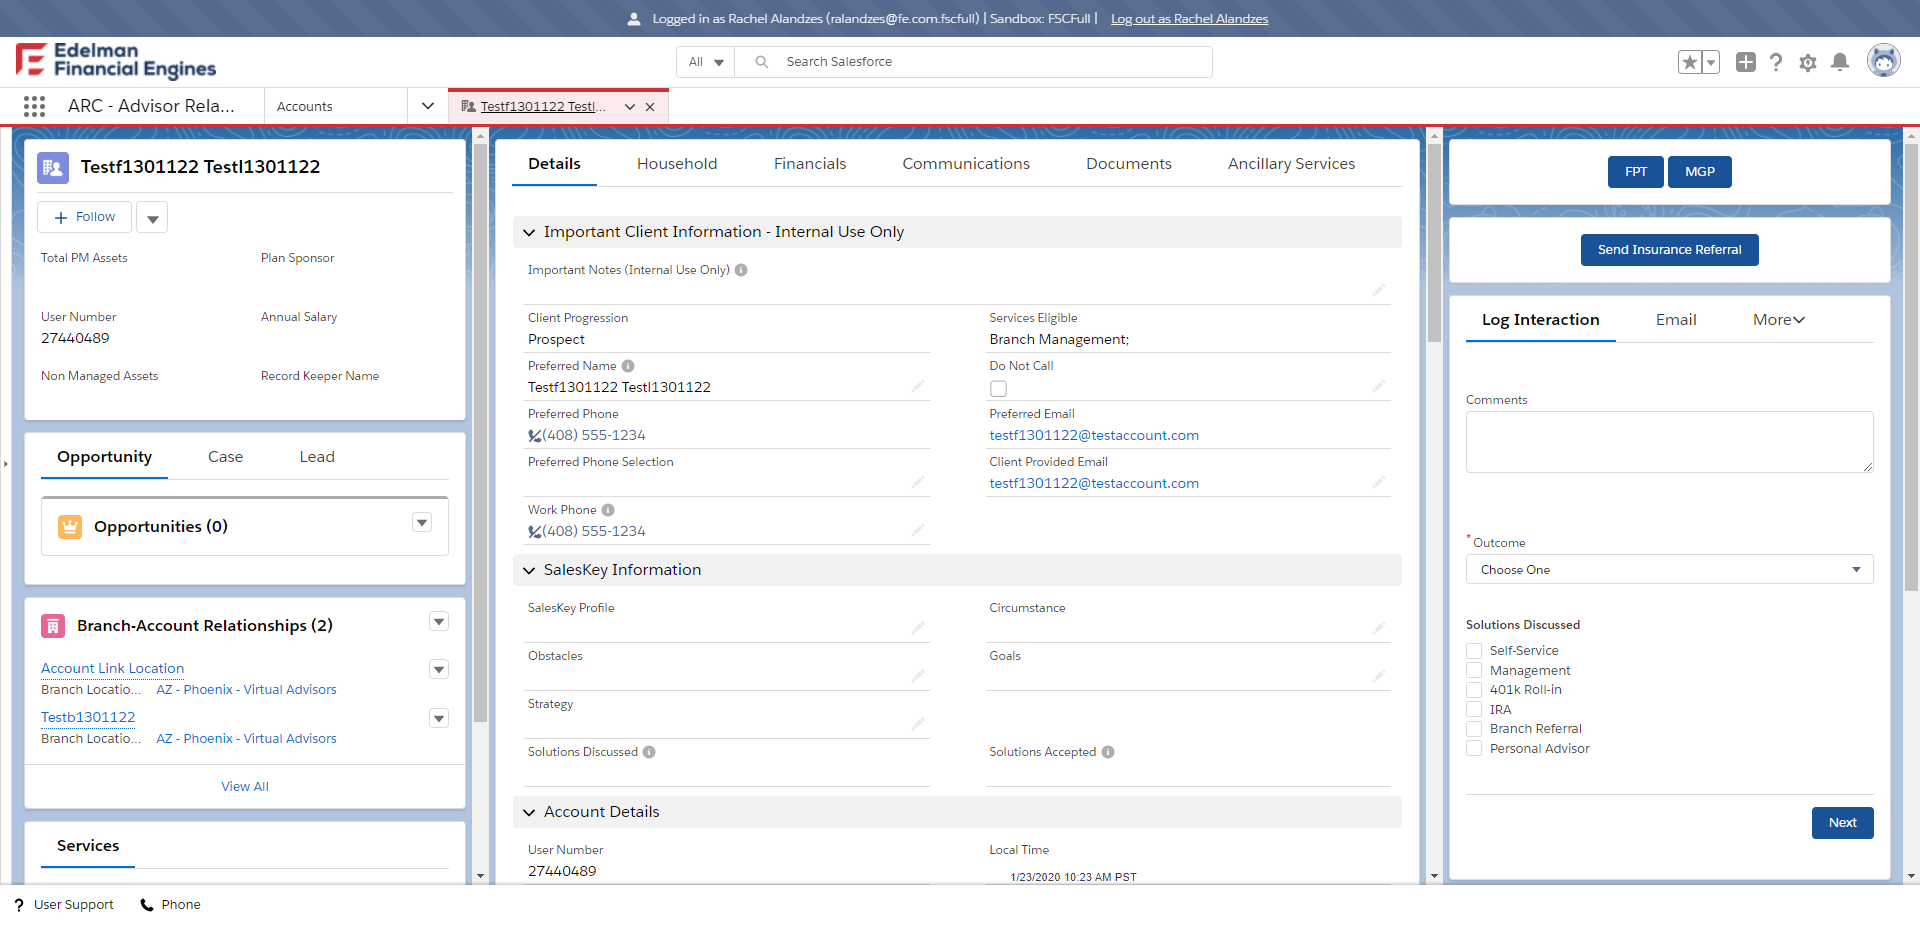 Logged in as Rachel Alandzes (ralandzes@fe.com.fscfull) | Sandbox: FSCFull | Log out as Rachel Alandzes
Edelman
Financial Engines
All
Search Salesforce
ARC - Advisor Rela...
Accounts
Testf1301122 Testl...
Testf1301122 Testl1301122
Follow
Total PM Assets
Plan Sponsor
User Number
27440489
Annual Salary
Non Managed Assets
Record Keeper Name
Opportunity
Case
Lead
Opportunities (0)
Branch-Account Relationships (2)
Account Link Location
Branch Locatio... AZ - Phoenix - Virtual Advisors
Testb1301122
Branch Locatio... AZ - Phoenix - Virtual Advisors
View All
Services
Details
Household
Financials
Communications
Documents
Ancillary Services
Important Client Information - Internal Use Only
Important Notes (Internal Use Only)
Client Progression
Prospect
Services Eligible
Branch Management;
Preferred Name
Testf1301122 Testl1301122
Do Not Call
Preferred Phone
(408) 555-1234
Preferred Email
testf1301122@testaccount.com
Preferred Phone Selection
Client Provided Email
testf1301122@testaccount.com
Work Phone
(408) 555-1234
SalesKey Information
SalesKey Profile
Circumstance
Obstacles
Goals
Strategy
Solutions Discussed
Solutions Accepted
Account Details
User Number
27440489
Local Time
1/23/2020 10:23 AM PST
FPT
MGP
Send Insurance Referral
Log Interaction
Email
More
Comments
*Outcome
Choose One
Solutions Discussed
Self-Service
Management
401k Roll-in
IRA
Branch Referral
Personal Advisor
Next
User Support
Phone